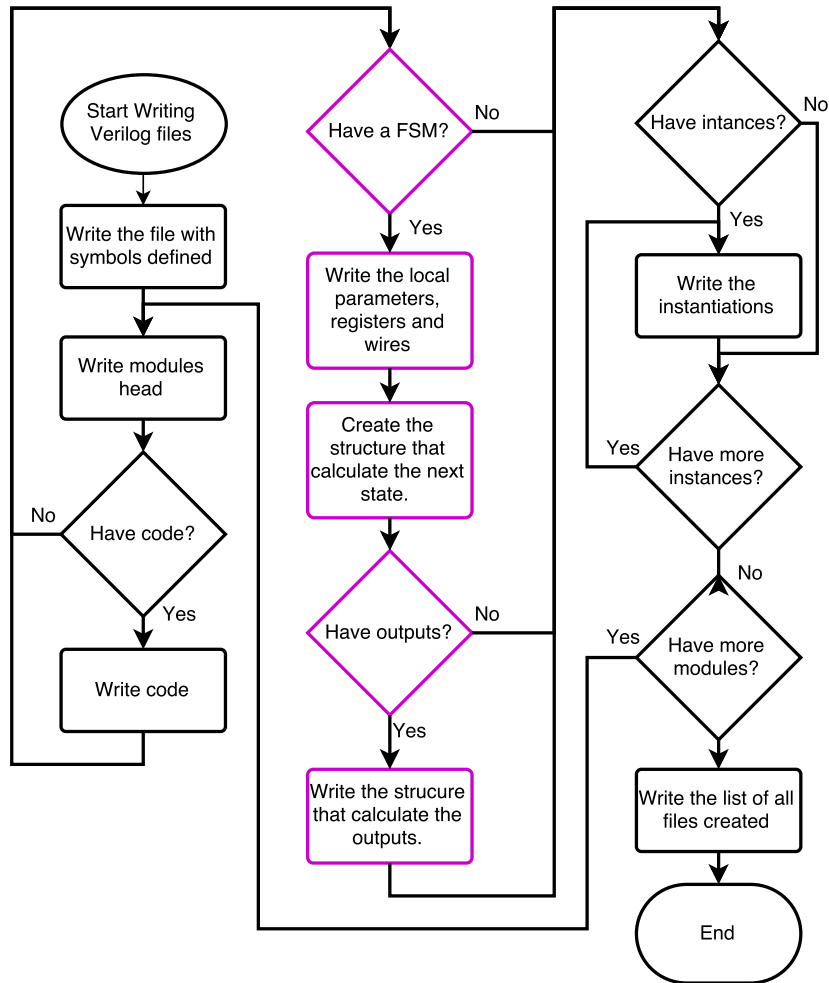 Start Writing
Verilog files
Write the file with
symbols defined
Write modules
head
Have code?
No
Yes
Write code
Have a FSM?
No
Yes
Write the local
parameters,
registers and
wires
Create the
structure that
calculate the next
state.
Have outputs?
No
Yes
Write the strucure
that calculate the
outputs.
Have intances?
No
Yes
Write the
instantiations
Have more
instances?
Yes
No
Have more
modules?
Yes
Write the list of all
files created
End